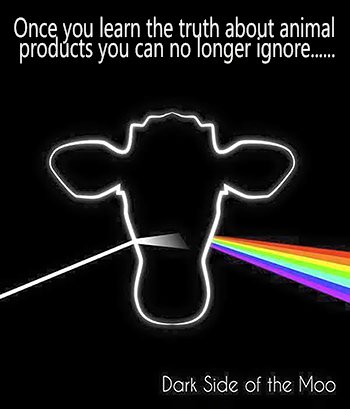 Once you learn the truth about animal
products you can no longer ignore......
Dark Side of the Moo